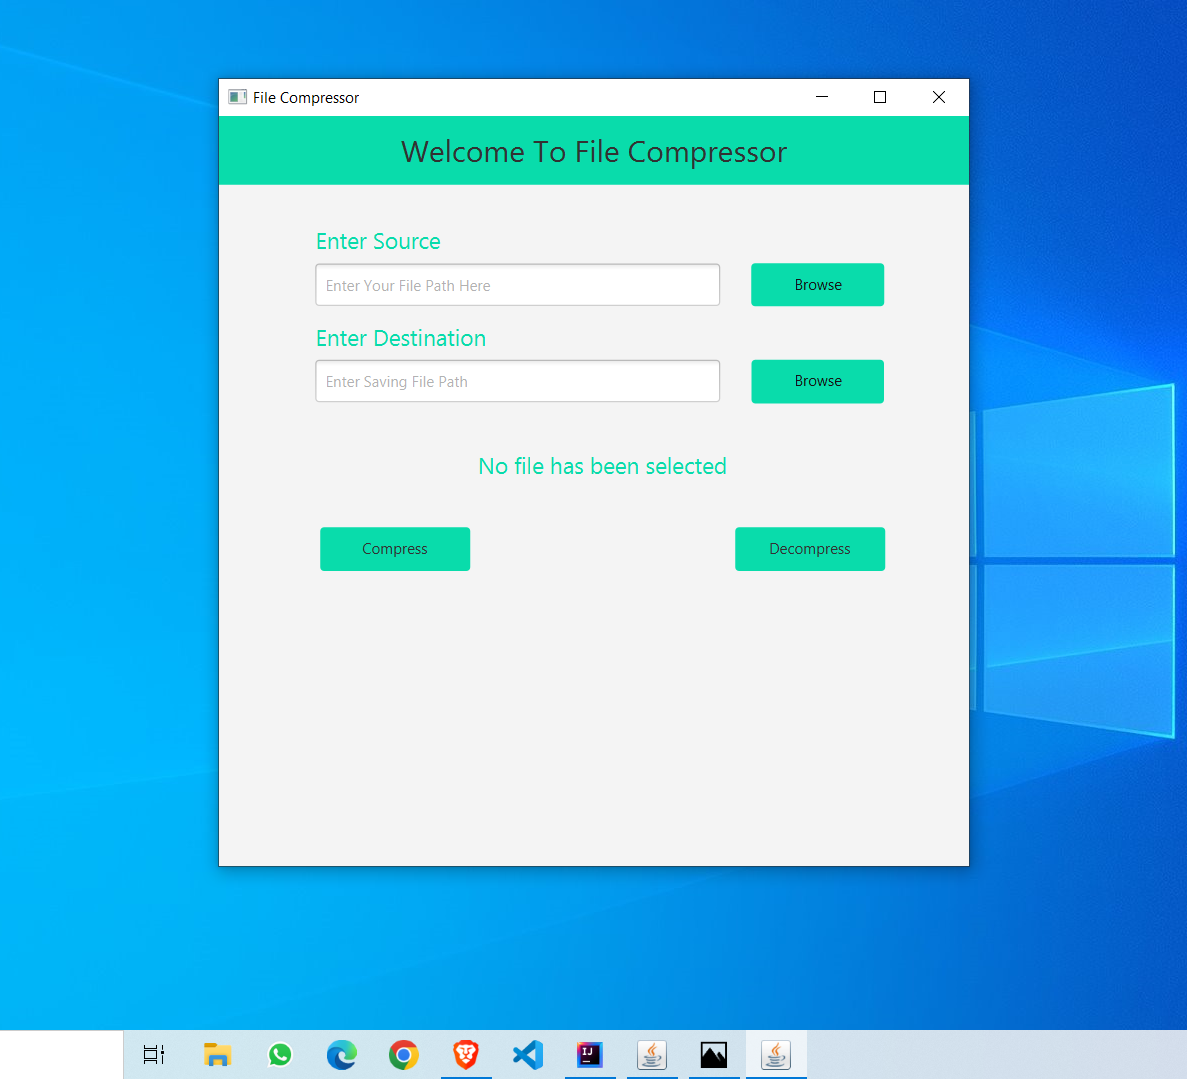 File Compressor
Welcome To File Compressor
Enter Source
Enter Your File Path Here
Browse
Enter Destination
Enter Saving File Path
Browse
No file has been selected
Compress
Decompress
IJ